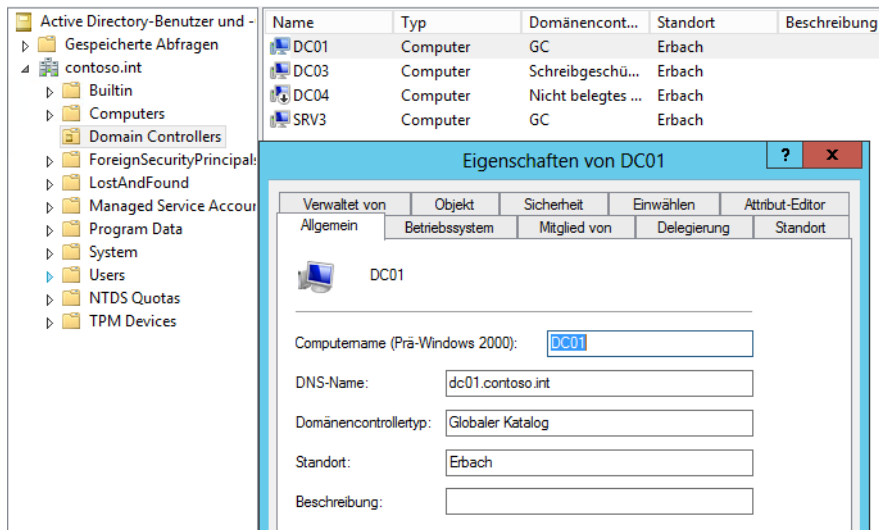 Active Directory-Benutzer und -
Gespeicherte Abfragen
contoso.int
Builtin
Computers
Domain Controllers
ForeignSecurityPrincipals
LostAndFound
Managed Service Accour
Program Data
System
Users
NTDS Quotas
TPM Devices
Name Typ Domänencont... Standort Beschreibung
DC01 Computer GC Erbach
DC03 Computer Schreibgeschü... Erbach
DC04 Computer Nicht belegtes ... Erbach
SRV3 Computer GC Erbach
Eigenschaften von DC01 ? x
Verwaltet von Objekt Sicherheit Einwählen Attribut-Editor
Allgemein Betriebssystem Mitglied von Delegierung Standort
DC01
Computername (Prä-Windows 2000): DC01
DNS-Name: dc01.contoso.int
Domänencontrollertyp: Globaler Katalog
Standort: Erbach
Beschreibung: